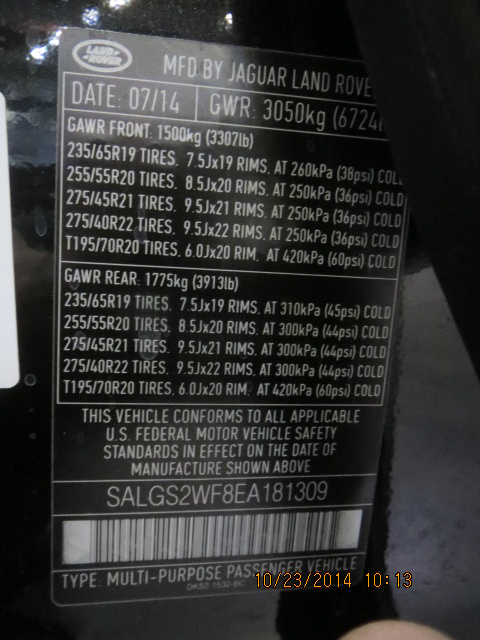 LAND ROVER
MFD BY JAGUAR LAND ROVE
DATE: 07/14 GWR: 3050kg (6724
GAWR FRONT: 1500kg (3307lb)
235/65R19 TIRES. 7.5Jx19 RIMS, AT 260kPa (38psi) COL
255/55R20 TIRES. 8.5Jx20 RIMS, AT 250kPa (36psi) COL
275/45R21 TIRES. 9.5Jx21 RIMS, AT 250kPa (36psi) COLD
275/40R22 TIRES. 9.5Jx22 RIMS, AT 250kPa (36psi) COLD
T195/70R20 TIRES. 6.0Jx20 RIM, AT 420kPa (60psi) COLD
GAWR REAR: 1775kg (3913lb)
235/65R19 TIRES. 7.5Jx19 RIMS, AT 310kPa (45psi) COLD
255/55R20 TIRES. 8.5Jx20 RIMS, AT 300kPa (44psi) COLD
275/45R21 TIRES. 9.5Jx21 RIMS, AT 300kPa (44psi) COLD
275/40R22 TIRES. 9.5Jx22 RIMS, AT 300kPa (44psi) COLD
T195/70R20 TIRES. 6.0Jx20 RIM, AT 420kPa (60psi) COLD
THIS VEHICLE CONFORMS TO ALL APPLICABLE
U.S. FEDERAL MOTOR VEHICLE SAFETY
STANDARDS IN EFFECT ON THE DATE OF
MANUFACTURE SHOWN ABOVE
SALGS2WF8EA181309
TYPE: MULTI-PURPOSE PASSENGER VEHICLE
10/23/2014 10:13